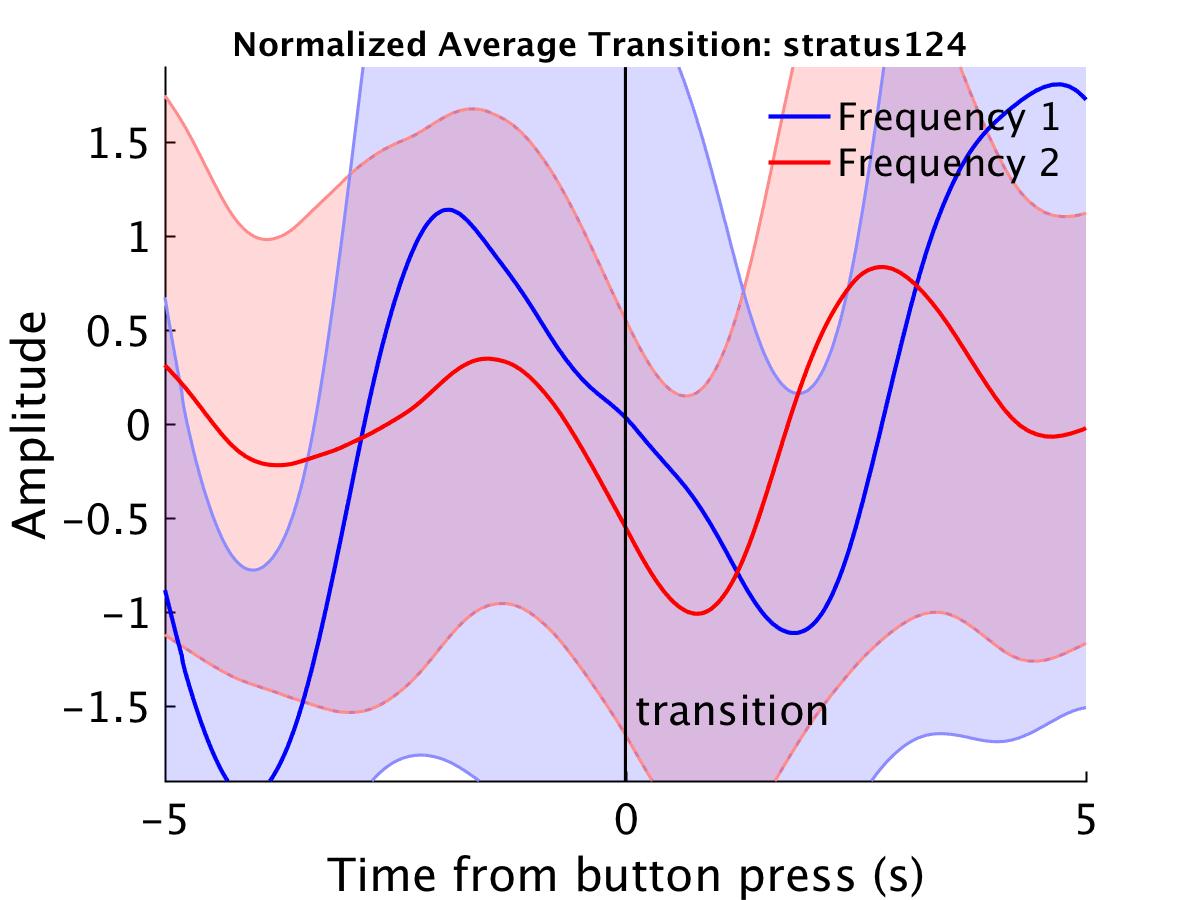 Normalized Average Transition: stratus124
Frequency 1
Frequency 2
1.5
1
0.5
0
−0.5
−1
−1.5
Amplitude
transition
−5
0
5
Time from button press (s)